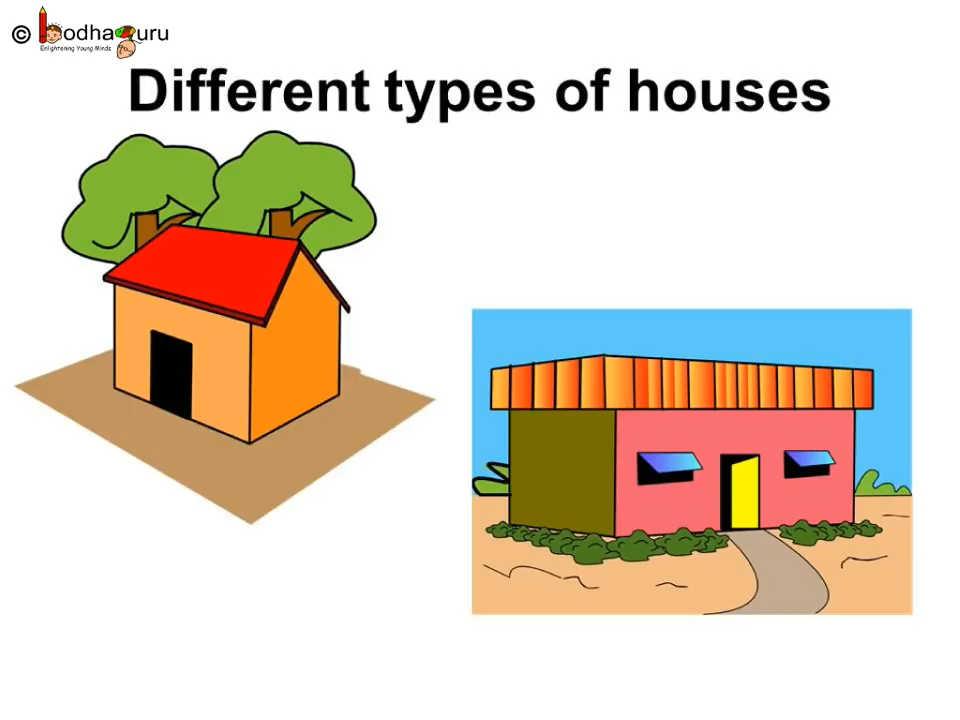 © BodhaGuru
Enlightening Young Minds
Different types of houses